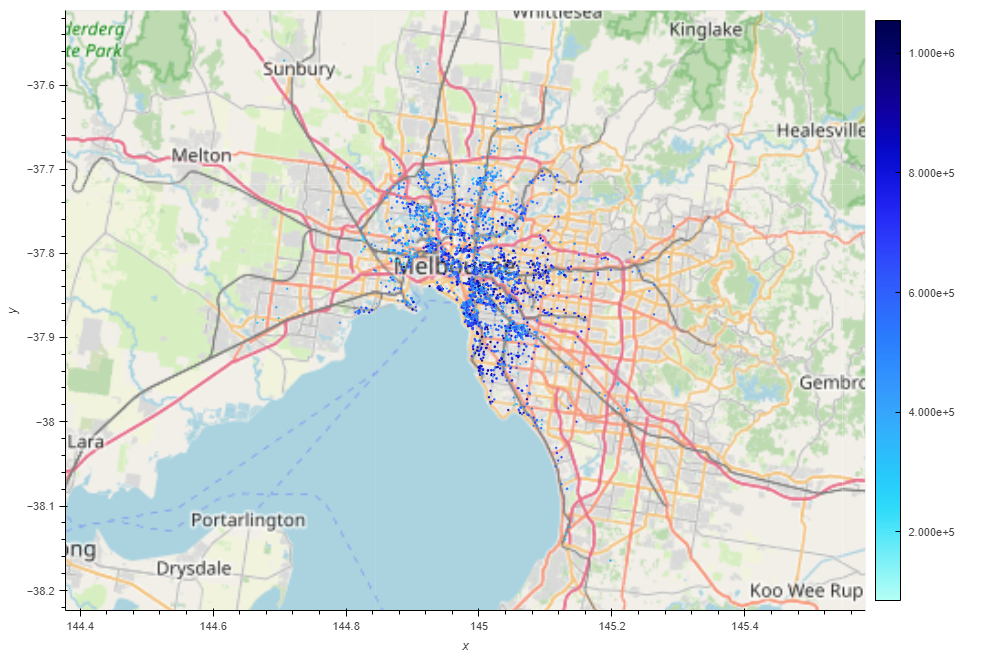 Whittlesea
Kinglake
derderg
te Park
Sunbury
Healesville
Melton
Melbourne
Gembro
Lara
Portarlington
ong
Drysdale
Koo Wee Rup
−37.6
−37.7
−37.8
−37.9
−38
−38.1
−38.2
y
144.4
144.6
144.8
145
145.2
145.4
x
1.000e+6
8.000e+5
6.000e+5
4.000e+5
2.000e+5